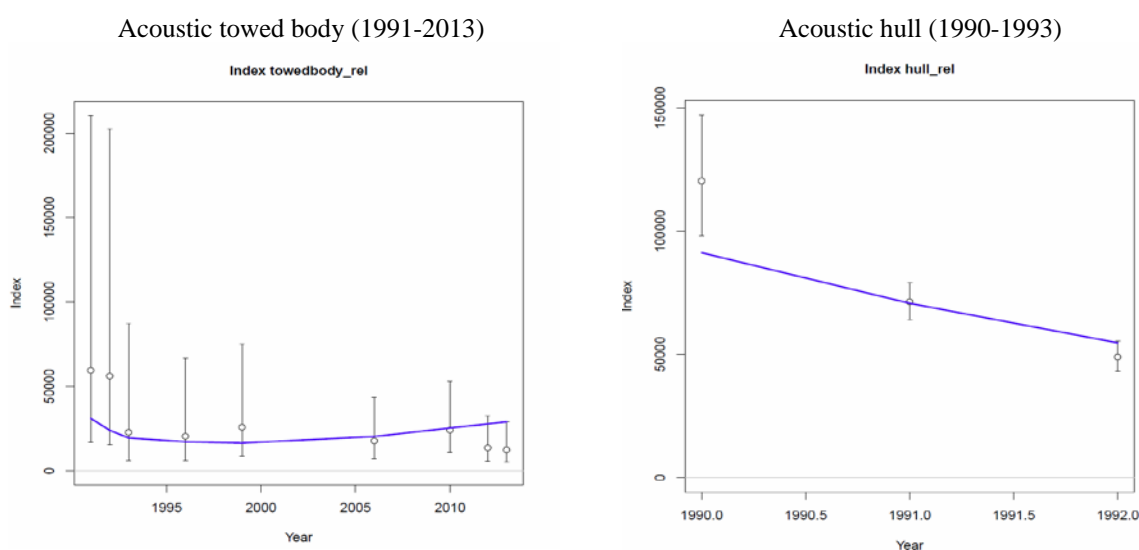 Acoustic towed body (1991-2013)
Index towedbody_rel
Index
200000
150000
100000
50000
0
1995
2000
2005
2010
Year
Acoustic hull (1990-1993)
Index hull_rel
Index
150000
100000
50000
0
1990.0
1990.5
1991.0
1991.5
1992.0
Year